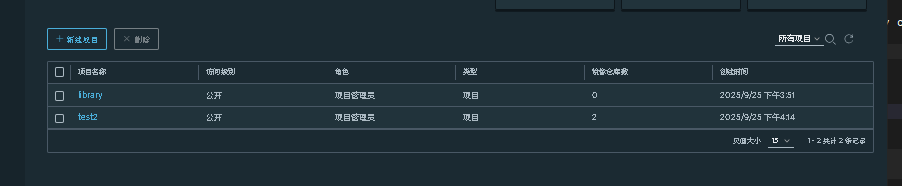 + 新建项目
× 删除
所有项目
项目名称 访问级别 角色 类型 镜像仓库数 创建时间
library 公开 项目管理员 项目 0 2025/9/25 下午3:51
test2 公开 项目管理员 项目 2 2025/9/25 下午4:14
页面大小 15 1 - 2 共计 2 条记录